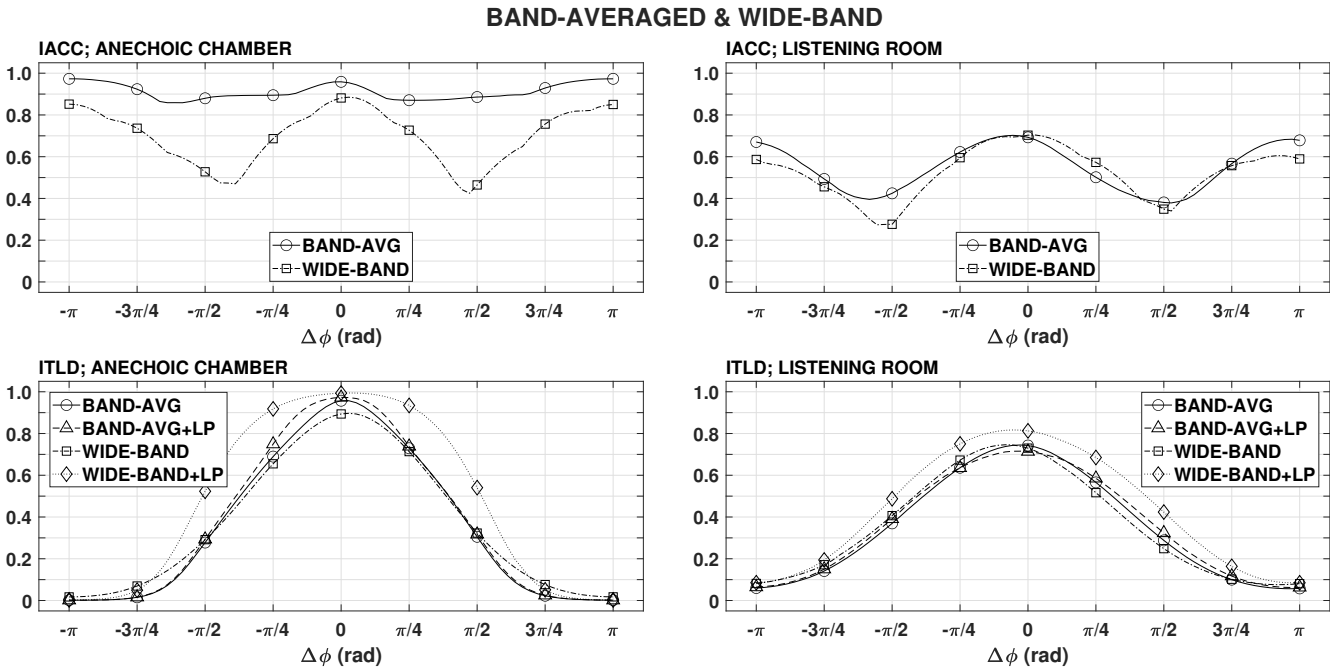 BAND-AVERAGED & WIDE-BAND
IACC; ANECHOIC CHAMBER
1.0
0.8
0.6
0.4
0.2
0
BAND-AVG
WIDE-BAND
-π -3π/4 -π/2 -π/4 0 π/4 π/2 3π/4 π
Δϕ (rad)
IACC; LISTENING ROOM
1.0
0.8
0.6
0.4
0.2
0
BAND-AVG
WIDE-BAND
-π -3π/4 -π/2 -π/4 0 π/4 π/2 3π/4 π
Δϕ (rad)
ITLD; ANECHOIC CHAMBER
1.0
0.8
0.6
0.4
0.2
0
BAND-AVG
BAND-AVG+LP
WIDE-BAND
WIDE-BAND+LP
-π -3π/4 -π/2 -π/4 0 π/4 π/2 3π/4 π
Δϕ (rad)
ITLD; LISTENING ROOM
1.0
0.8
0.6
0.4
0.2
0
BAND-AVG
BAND-AVG+LP
WIDE-BAND
WIDE-BAND+LP
-π -3π/4 -π/2 -π/4 0 π/4 π/2 3π/4 π
Δϕ (rad)